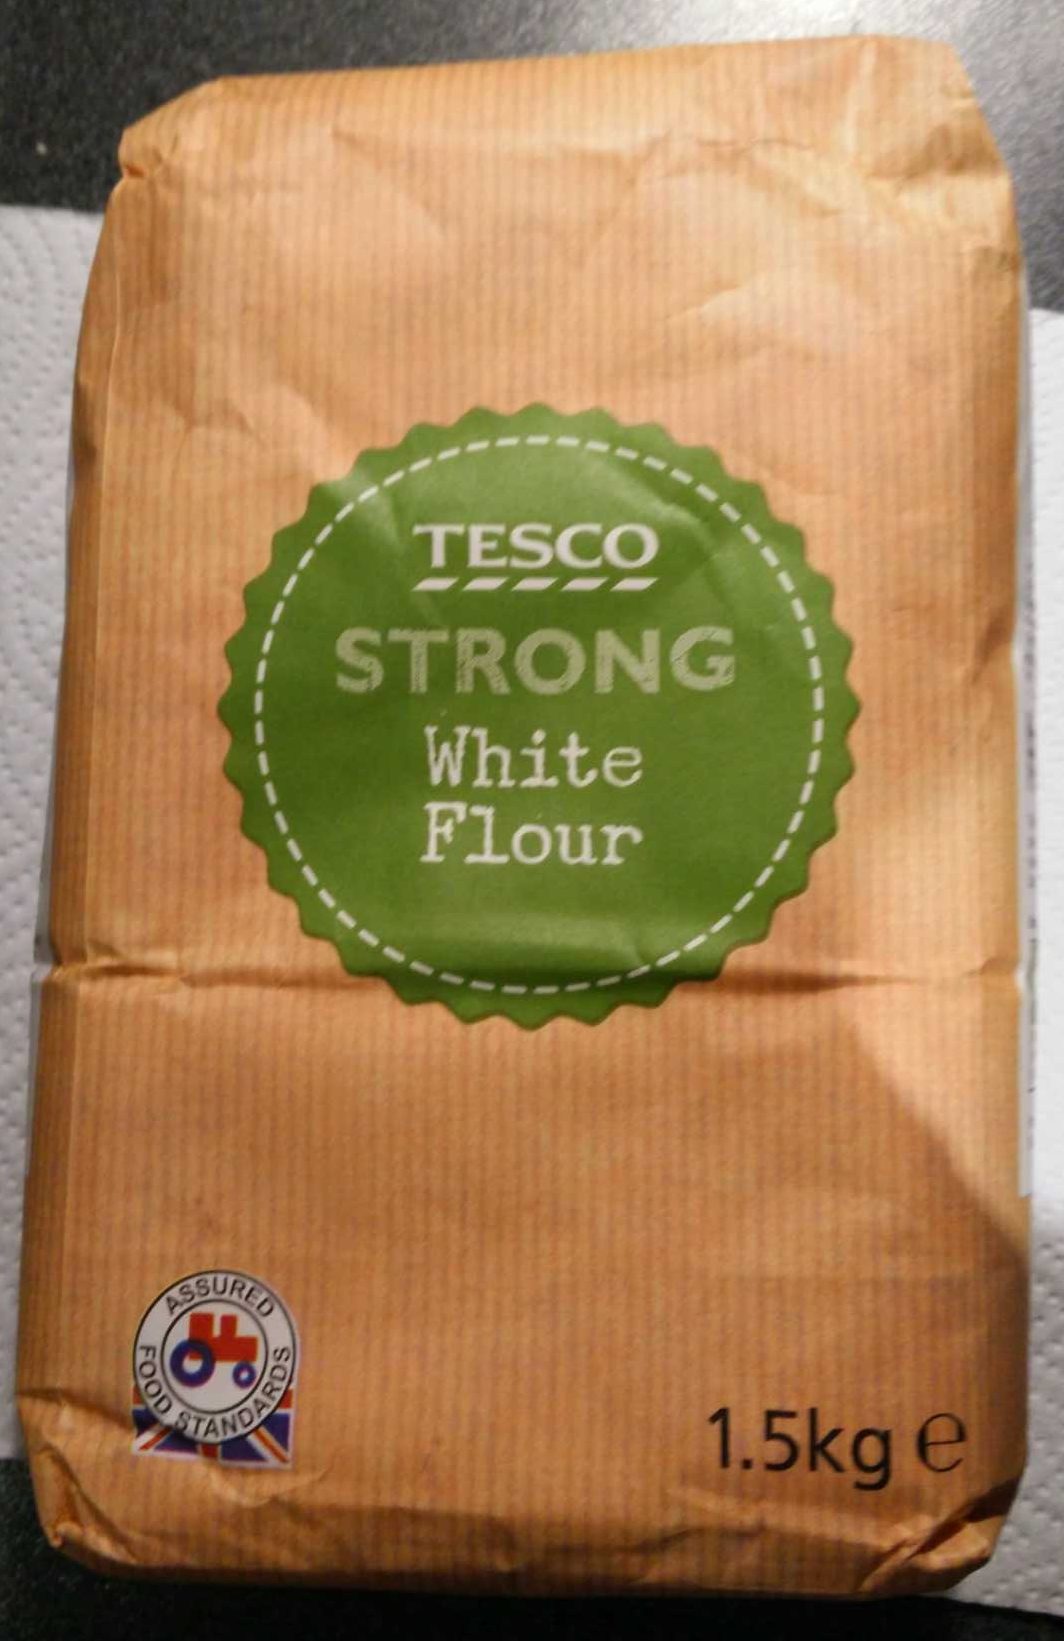 TESCO
STRONG
White
Flour
ASSURED
FOOD STANDARDS
1.5kg ℮